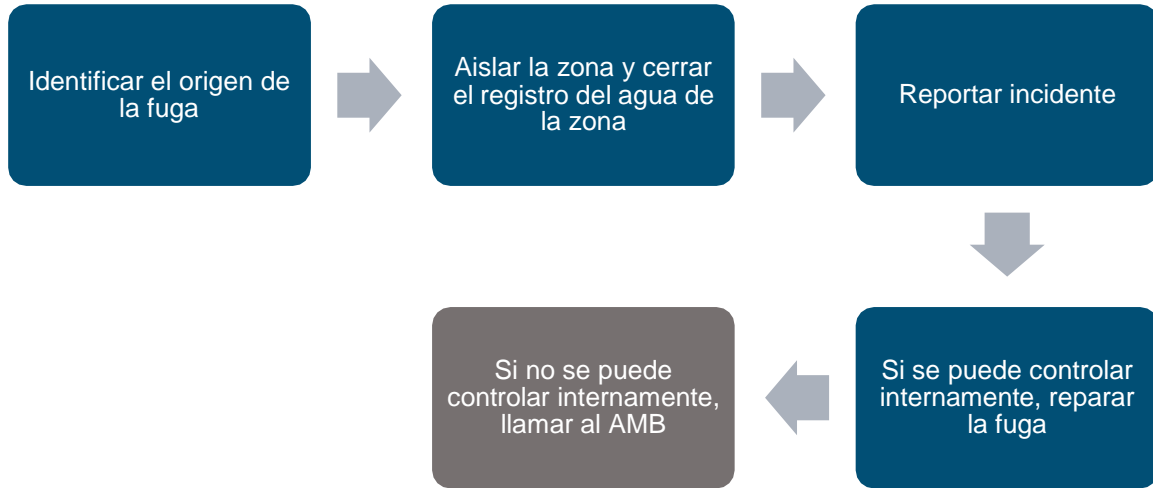 Identificar el origen de
la fuga
Aislar la zona y cerrar
el registro del agua de
la zona
Reportar incidente
Si se puede controlar
internamente, reparar
la fuga
Si no se puede
controlar internamente,
llamar al AMB